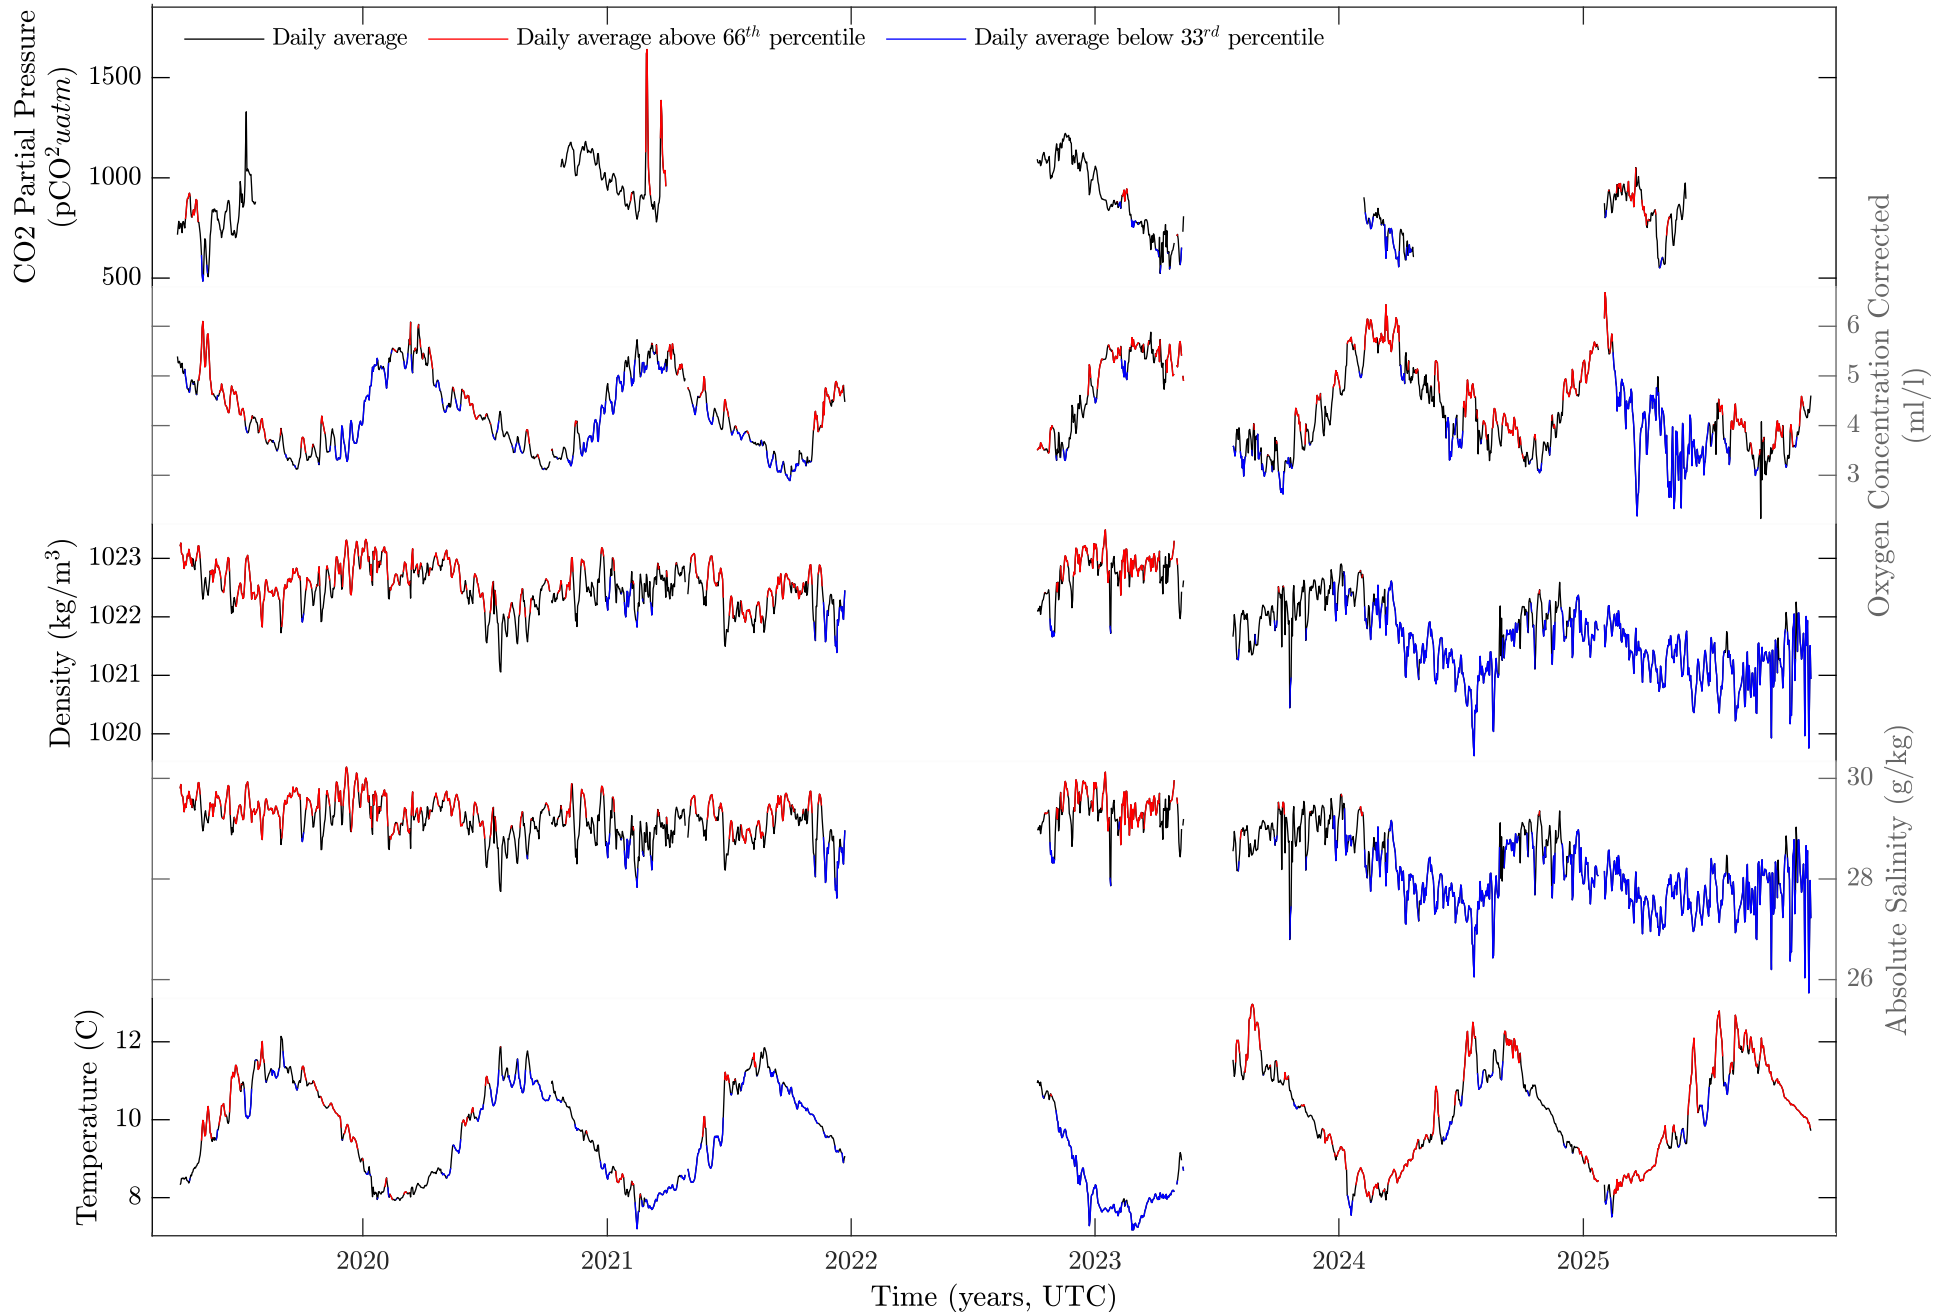 Daily average
Daily average above 66th percentile
Daily average below 33rd percentile
CO2 Partial Pressure
(pCO2uatm)
1500
1000
500
Oxygen Concentration Corrected
(ml/l)
6
5
4
3
Density (kg/m3)
1023
1022
1021
1020
Absolute Salinity (g/kg)
30
28
26
Temperature (C)
12
10
8
2020
2021
2022
2023
2024
2025
Time (years, UTC)